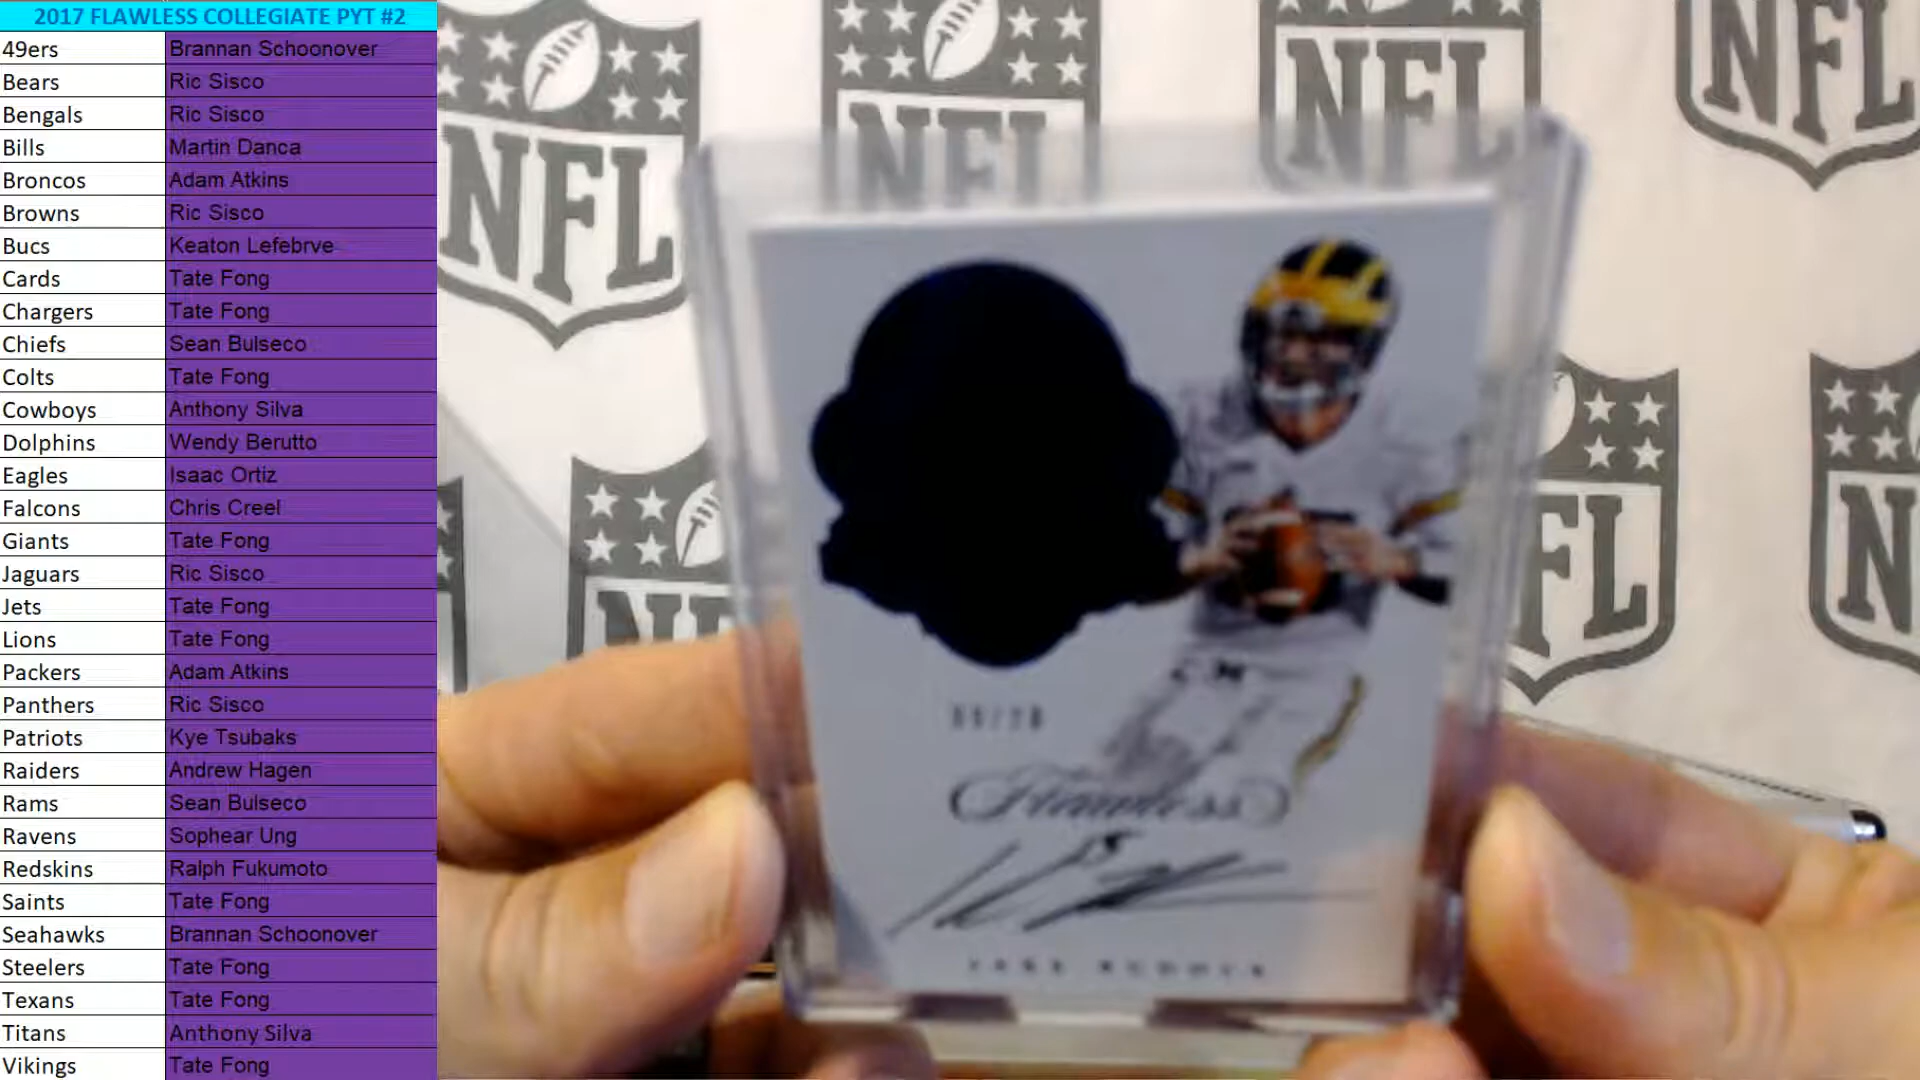 2017 FLAWLESS COLLEGIATE PYT #2
49ers Brannan Schoonover
Bears Ric Sisco
Bengals Ric Sisco
Bills Martin Danca
Broncos Adam Atkins
Browns Ric Sisco
Bucs Keaton Lefebrve
Cards Tate Fong
Chargers Tate Fong
Chiefs Sean Bulseco
Colts Tate Fong
Cowboys Anthony Silva
Dolphins Wendy Berutto
Eagles Isaac Ortiz
Falcons Chris Creel
Giants Tate Fong
Jaguars Ric Sisco
Jets Tate Fong
Lions Tate Fong
Packers Adam Atkins
Panthers Ric Sisco
Patriots Kye Tsubaks
Raiders Andrew Hagen
Rams Sean Bulseco
Ravens Sophear Ung
Redskins Ralph Fukumoto
Saints Tate Fong
Seahawks Brannan Schoonover
Steelers Tate Fong
Texans Tate Fong
Titans Anthony Silva
Vikings Tate Fong
NFL
NFL
NFL
NFL
Flawless
JAKE RUDOCK